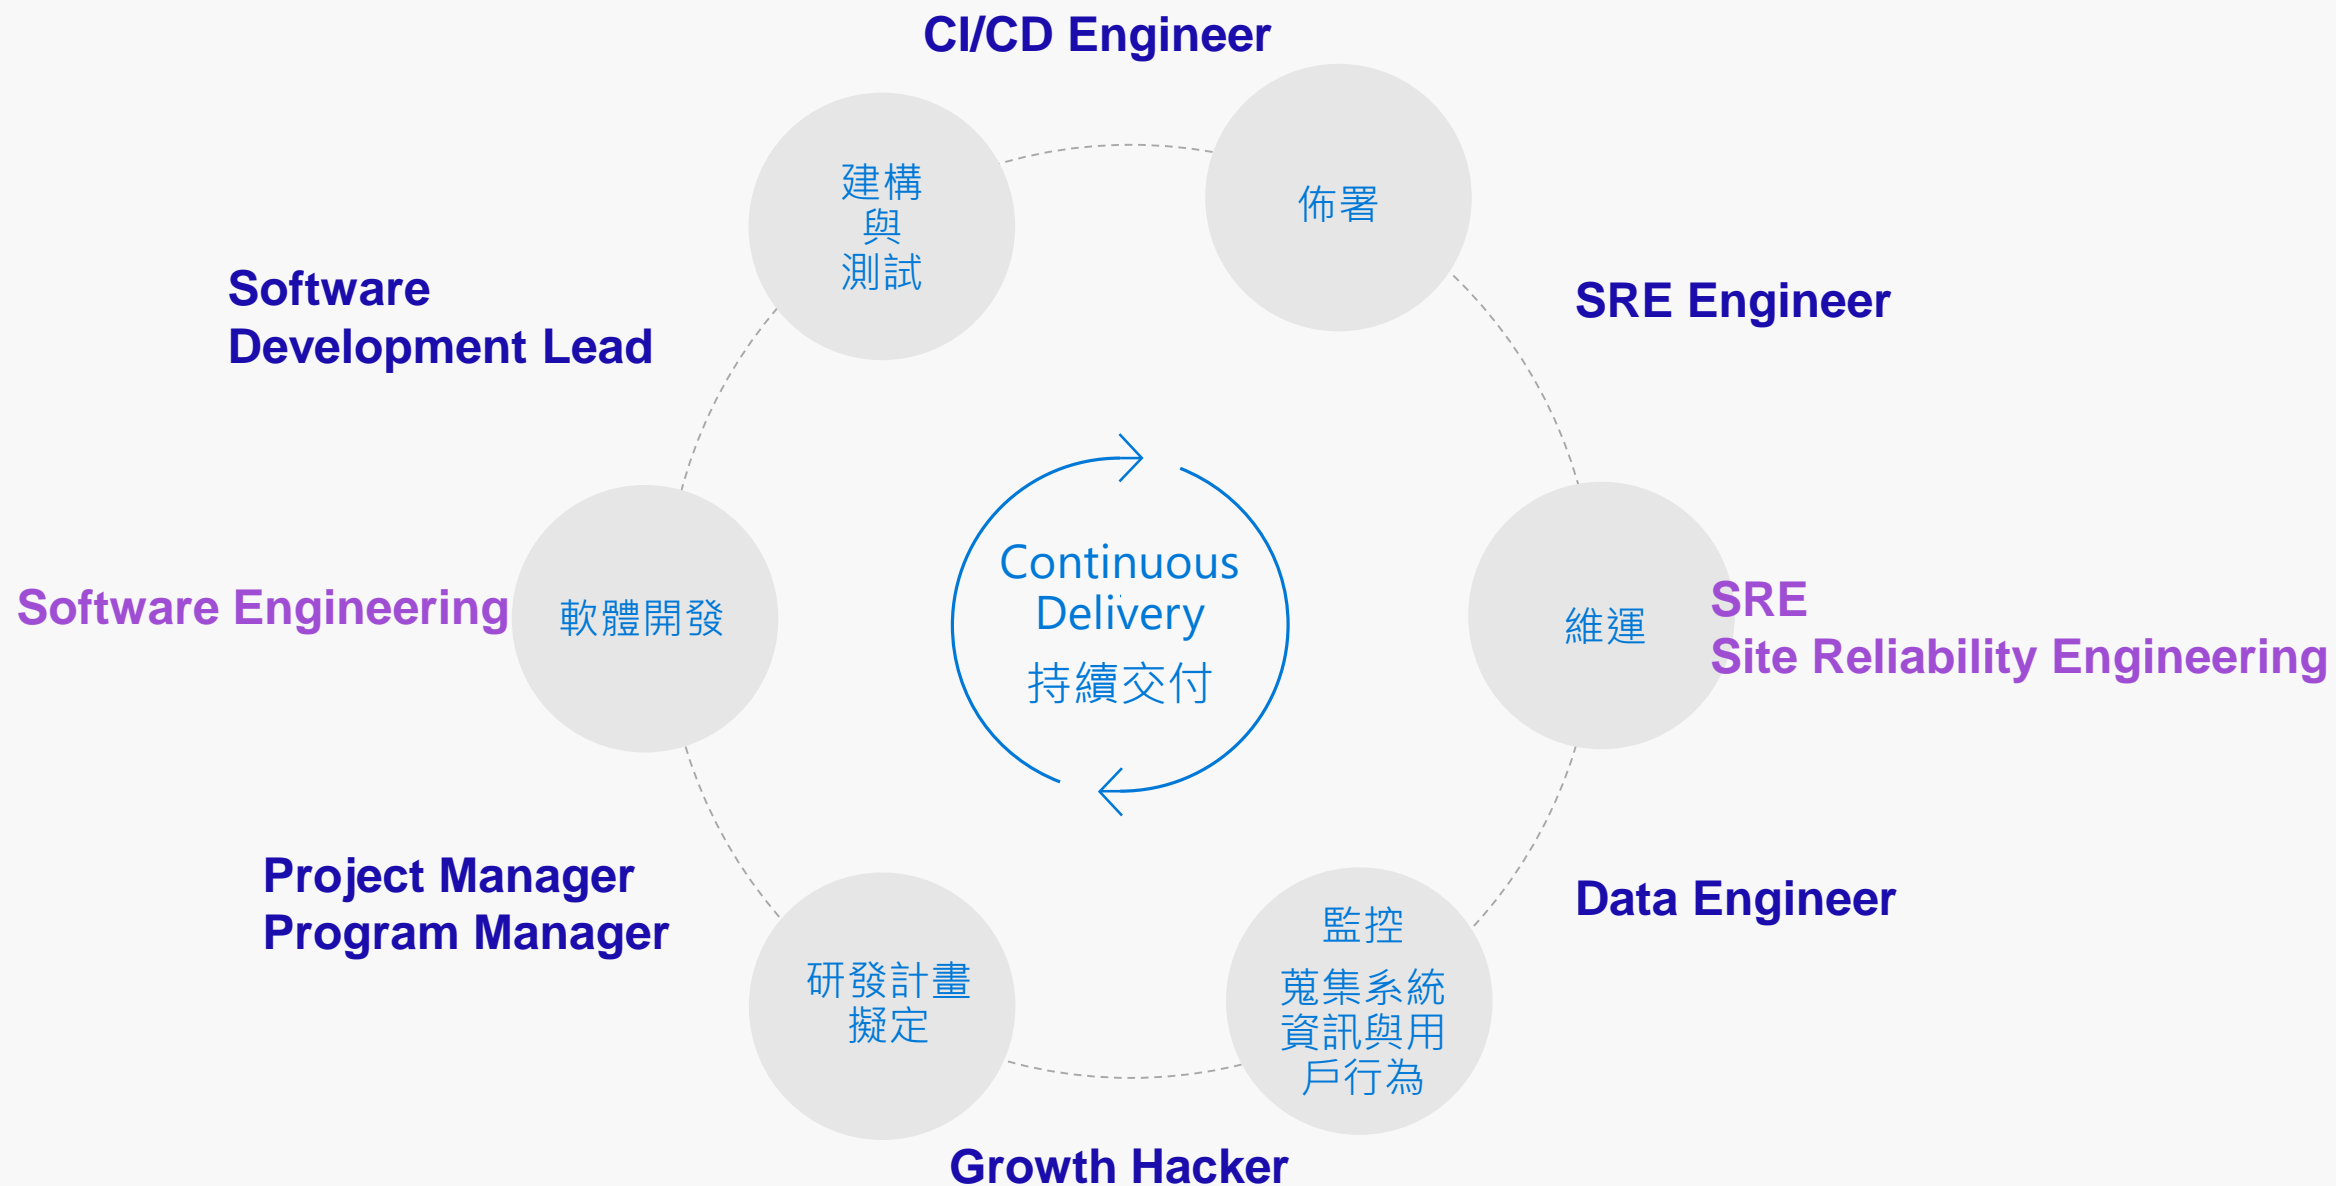 CI/CD Engineer
建構
與
測試
佈署
Software
Development Lead
SRE Engineer
Continuous
Delivery
持續交付
Software Engineering
軟體開發
維運
SRE
Site Reliability Engineering
Project Manager
Program Manager
研發計畫
擬定
監控
蒐集系統
資訊與用
戶行為
Data Engineer
Growth Hacker